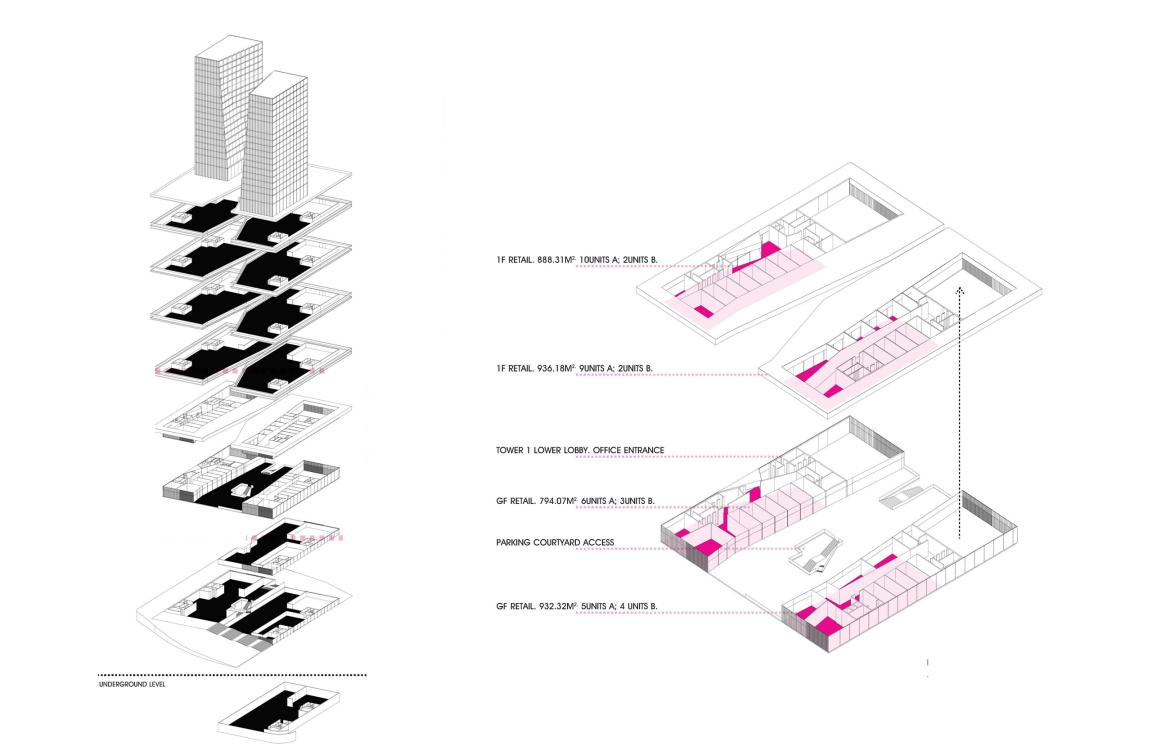 1F RETAIL. 888.31M² 10UNITS A; 2UNITS B.
1F RETAIL. 936.18M² 9UNITS A; 2UNITS B.
TOWER 1 LOWER LOBBY. OFFICE ENTRANCE
GF RETAIL. 794.07M² 6UNITS A; 3UNITS B.
PARKING COURTYARD ACCESS
GF RETAIL. 932.32M² 5UNITS A; 4 UNITS B.
UNDERGROUND LEVEL